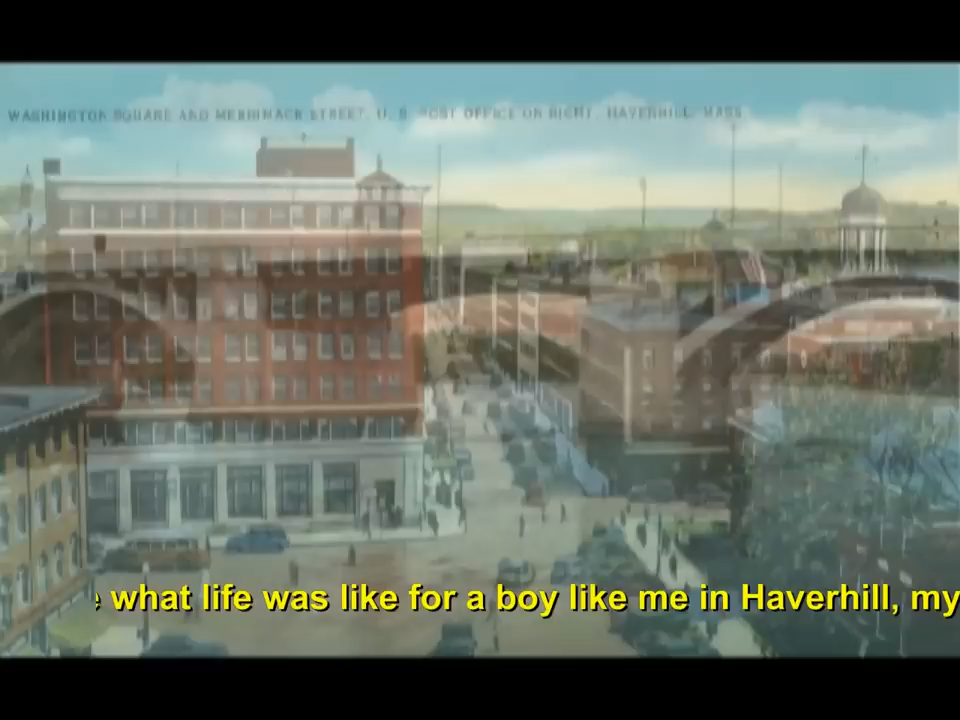 WASHINGTON SQUARE AND MERRIMACK STREET, U. S. POST OFFICE ON RIGHT, HAVERHILL, MASS.
what life was like for a boy like me in Haverhill, my